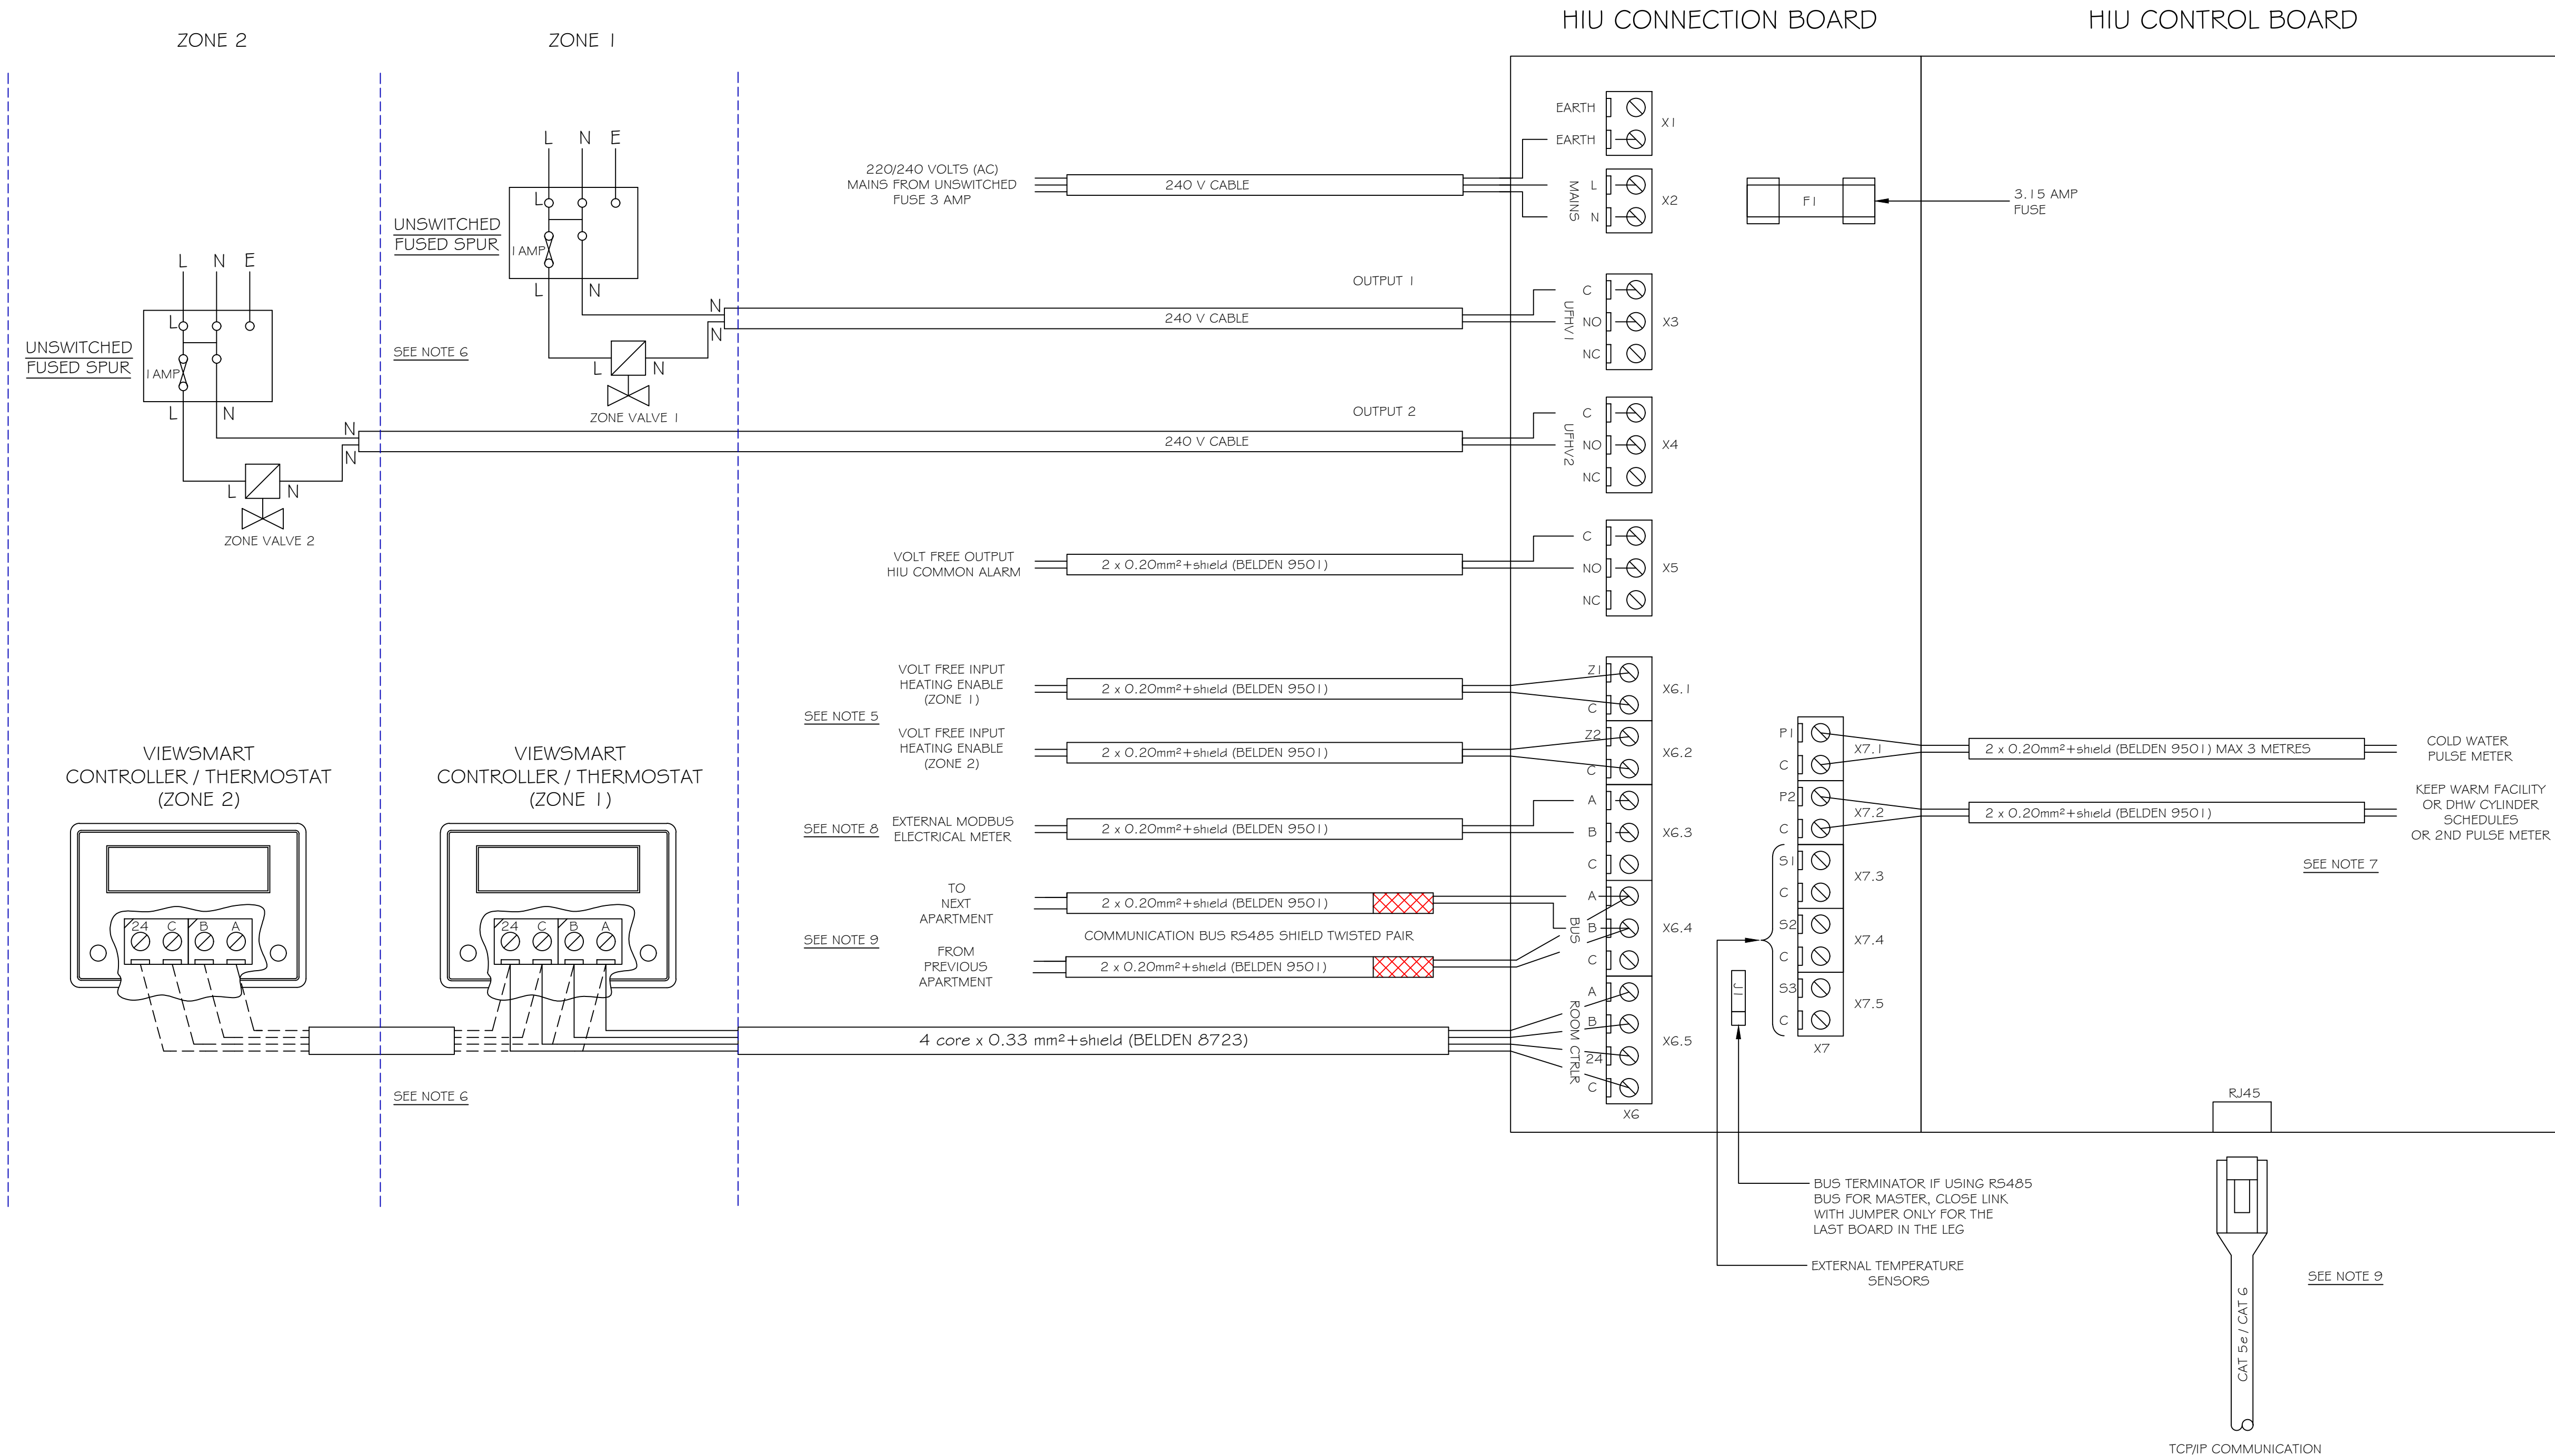 HIU CONNECTION BOARD
HIU CONTROL BOARD
ZONE 2
ZONE 1
L N E
L
1 AMP
UNSWITCHED
FUSED SPUR
L
N
N
N
L
N
ZONE VALVE 1
SEE NOTE 6
L N E
L
1 AMP
UNSWITCHED
FUSED SPUR
L
N
N
N
L
N
ZONE VALVE 2
220/240 VOLTS (AC)
MAINS FROM UNSWITCHED
FUSE 3 AMP
240 V CABLE
EARTH
EARTH
X1
MAINS
L
N
X2
F1
3.15 AMP
FUSE
OUTPUT 1
240 V CABLE
UFHV1
C
NO
NC
X3
OUTPUT 2
240 V CABLE
UFHV2
C
NO
NC
X4
VOLT FREE OUTPUT
HIU COMMON ALARM
2 x 0.20mm²+shield (BELDEN 9501)
C
NO
NC
X5
VOLT FREE INPUT
HEATING ENABLE
(ZONE 1)
2 x 0.20mm²+shield (BELDEN 9501)
Z1
C
X6.1
SEE NOTE 5
VOLT FREE INPUT
HEATING ENABLE
(ZONE 2)
2 x 0.20mm²+shield (BELDEN 9501)
Z2
C
X6.2
SEE NOTE 8
EXTERNAL MODBUS
ELECTRICAL METER
2 x 0.20mm²+shield (BELDEN 9501)
A
B
C
X6.3
TO
NEXT
APARTMENT
2 x 0.20mm²+shield (BELDEN 9501)
SEE NOTE 9
COMMUNICATION BUS RS485 SHIELD TWISTED PAIR
FROM
PREVIOUS
APARTMENT
2 x 0.20mm²+shield (BELDEN 9501)
BUS
A
B
C
X6.4
4 core x 0.33 mm²+shield (BELDEN 8723)
ROOM CTRLR
A
B
24
C
X6.5
X6
VIEWSMART
CONTROLLER / THERMOSTAT
(ZONE 2)
24 C B A
VIEWSMART
CONTROLLER / THERMOSTAT
(ZONE 1)
24 C B A
SEE NOTE 6
P1
C
X7.1
2 x 0.20mm²+shield (BELDEN 9501) MAX 3 METRES
COLD WATER
PULSE METER
P2
C
X7.2
2 x 0.20mm²+shield (BELDEN 9501)
KEEP WARM FACILITY
OR DHW CYLINDER
SCHEDULES
OR 2ND PULSE METER
SEE NOTE 7
S1
C
X7.3
S2
C
X7.4
S3
C
X7.5
X7
J1
BUS TERMINATOR IF USING RS485
BUS FOR MASTER, CLOSE LINK
WITH JUMPER ONLY FOR THE
LAST BOARD IN THE LEG
EXTERNAL TEMPERATURE
SENSORS
RJ45
SEE NOTE 9
CAT 5e / CAT 6
TCP/IP COMMUNICATION